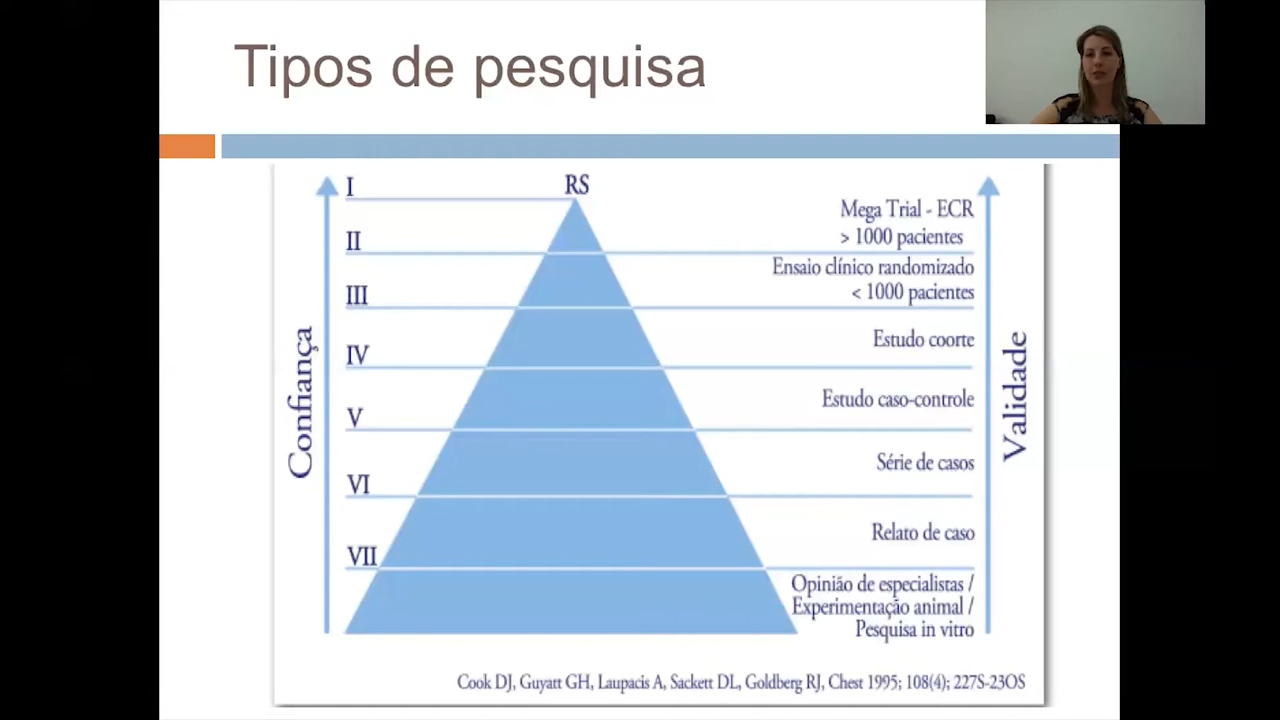 Tipos de pesquisa
I
RS
Mega Trial - ECR
> 1000 pacientes
II
Ensaio clínico randomizado
< 1000 pacientes
III
Estudo coorte
IV
Estudo caso-controle
V
Série de casos
VI
Relato de caso
VII
Opinião de especialistas /
Experimentação animal /
Pesquisa in vitro
Confiança
Validade
Cook DJ, Guyatt GH, Laupacis A, Sackett DL, Goldberg RJ, Chest 1995; 108(4); 227S-23OS